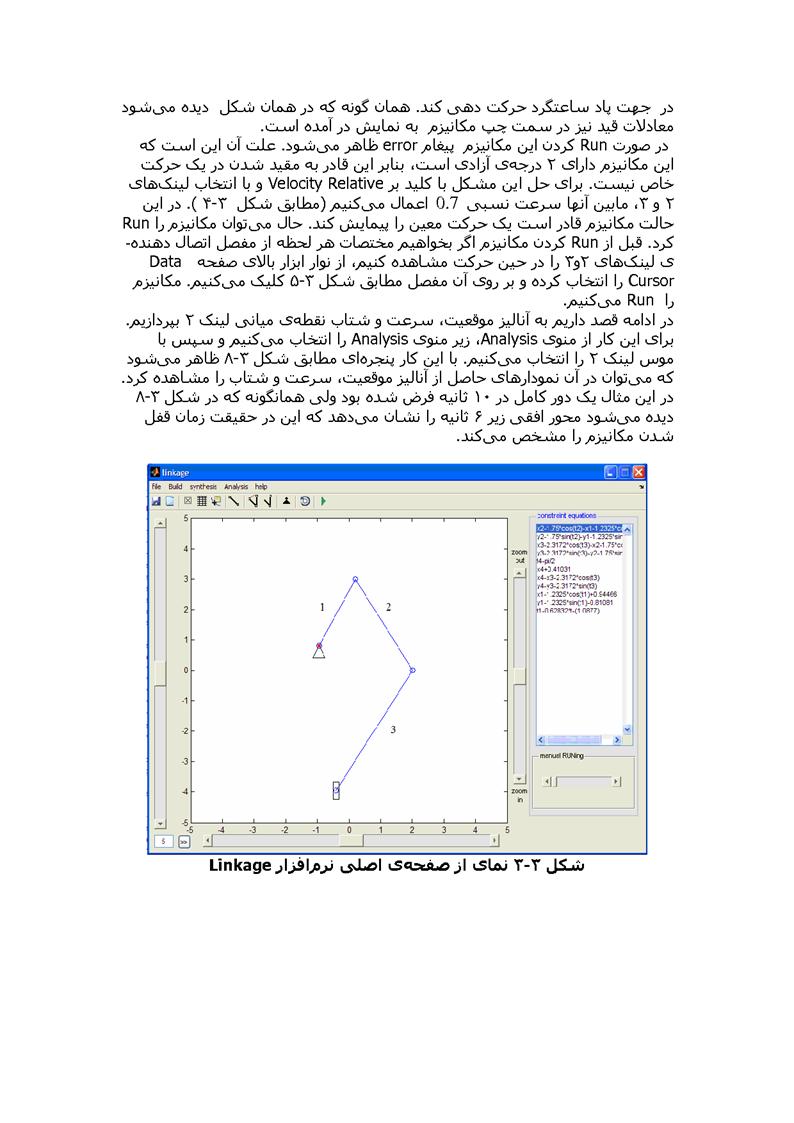 در جهت پاد ساعتگرد حرکت دهی کند. همان گونه که در همان شکل دیده می‌شود
معادلات قید نیز در سمت چپ مکانیزم به نمایش در آمده است.
در صورت Run کردن این مکانیزم پیغام error ظاهر می‌شود. علت آن این است که
این مکانیزم دارای ۲ درجه‌ی آزادی است، بنابر این قادر به مقید شدن در یک حرکت
خاص نیست. برای حل این مشکل با کلید بر Velocity Relative و با انتخاب لینک‌های
۲ و ۳، مابین آنها سرعت نسبی 0.7 اعمال می‌کنیم (مطابق شکل ۳-۴ ). در این
حالت مکانیزم قادر است یک حرکت معین را پیمایش کند. حال می‌توان مکانیزم را Run
کرد. قبل از Run کردن مکانیزم اگر بخواهیم مختصات هر لحظه از مفصل اتصال دهنده-
ی لینک‌های ۲و۳ را در حین حرکت مشاهده کنیم، از نوار ابزار بالای صفحه Data
Cursor را انتخاب کرده و بر روی آن مفصل مطابق شکل ۳-۵ کلیک می‌کنیم. مکانیزم
را Run می‌کنیم.
در ادامه قصد داریم به آنالیز موقعیت، سرعت و شتاب نقطه‌ی میانی لینک ۲ بپردازیم.
برای این کار از منوی Analysis، زیر منوی Analysis را انتخاب می‌کنیم و سپس با
موس لینک ۲ را انتخاب می‌کنیم. با این کار پنجره‌ای مطابق شکل ۳-۸ ظاهر می‌شود
که می‌توان در آن نمودارهای حاصل از آنالیز موقعیت، سرعت و شتاب را مشاهده کرد.
در این مثال یک دور کامل در ۱۰ ثانیه فرض شده بود ولی همانگونه که در شکل ۳-۸
دیده می‌شود محور افقی زیر ۶ ثانیه را نشان می‌دهد که این در حقیقت زمان قفل
شدن مکانیزم را مشخص می‌کند.
linkage
File Build synthesis Analysis help
constraint equations
x2-1.75*cos(t2)-x1-1.2325*c
y2-1.75*sin(t2)-y1-1.2325*sin
x3-2.3172*cos(t3)-x2-1.75*c
y3-2.3172*sin(t3)-y2-1.75*sin
t4-pi/2
x4+0.41031
x4-x3-2.3172*cos(t3)
y4-y3-2.3172*sin(t3)
x1-1.2325*cos(t1)+0.94466
y1-1.2325*sin(t1)-0.81081
t1-0.62832*t-(1.0877)
zoom
out
zoom
in
manuel RUNing
5
4
3
2
1
0
-1
-2
-3
-4
-5
-5 -4 -3 -2 -1 0 1 2 3 4 5
1
2
3
5
>>
شکل ۳-۳ نمای از صفحه‌ی اصلی نرم‌افزار Linkage